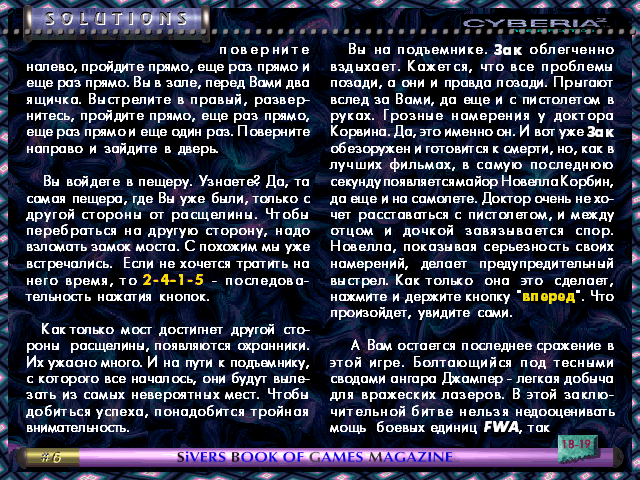 SOLUTIONS
CYBERIA 2
поверните
налево, пройдите прямо, еще раз прямо и
еще раз прямо. Вы в зале, перед Вами два
ящичка. Выстрелите в правый, развер-
нитесь, пройдите прямо, еще раз прямо,
еще раз прямо и еще один раз. Поверните
направо и зайдите в дверь.
Вы войдете в пещеру. Узнаете? Да, та
самая пещера, где Вы уже были, только с
другой стороны от расщелины. Чтобы
перебраться на другую сторону, надо
взломать замок моста. С похожим мы уже
встречались. Если не хочется тратить на
него время, то 2-4-1-5 - последова-
тельность нажатия кнопок.
Как только мост достигнет другой сто-
роны расщелины, появляются охранники.
Их ужасно много. И на пути к подъемнику,
с которого все началось, они будут выле-
зать из самых невероятных мест. Чтобы
добиться успеха, понадобится тройная
внимательность.
Вы на подъемнике. Зак облегченно
вздыхает. Кажется, что все проблемы
позади, а они и правда позади. Прыгают
вслед за Вами, да еще и с пистолетом в
руках. Грозные намерения у доктора
Корвина. Да, это именно он. И вот уже Зак
обезоружен и готовится к смерти, но, как в
лучших фильмах, в самую последнюю
секунду появляется майор Новелла Корбин,
да еще и на самолете. Доктор очень не хо-
чет расставаться с пистолетом, и между
отцом и дочкой завязывается спор.
Новелла, показывая серьезность своих
намерений, делает предупредительный
выстрел. Как только она это сделает,
нажмите и держите кнопку "вперед". Что
произойдет, увидите сами.
А Вам остается последнее сражение в
этой игре. Болтающийся под тесными
сводами ангара Джампер - легкая добыча
для вражеских лазеров. В этой заклю-
чительной битве нельзя недооценивать
мощь боевых единиц FWA, так
18-19
#6
SiVERS BOOK OF GAMES MAGAZINE